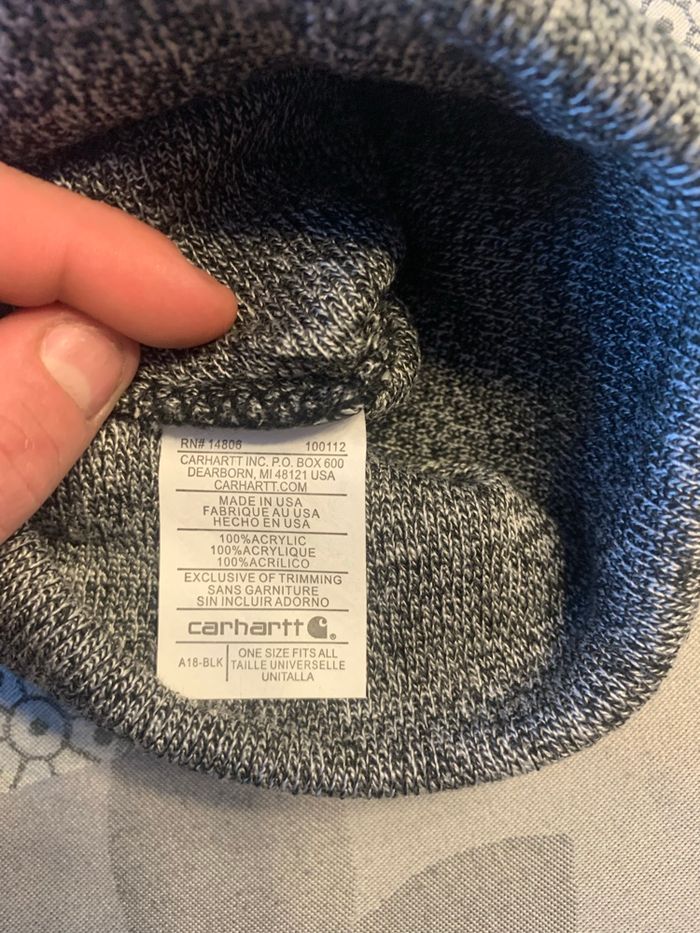 RN# 14806 100112
CARHARTT INC. P.O. BOX 600
DEARBORN, MI 48121 USA
CARHARTT.COM
MADE IN USA
FABRIQUE AU USA
HECHO EN USA
100% ACRYLIC
100% ACRYLIQUE
100% ACRÍLICO
EXCLUSIVE OF TRIMMING
SANS GARNITURE
SIN INCLUIR ADORNO
carhartt
A18-BLK ONE SIZE FITS ALL
TAILLE UNIVERSELLE
UNITALLA